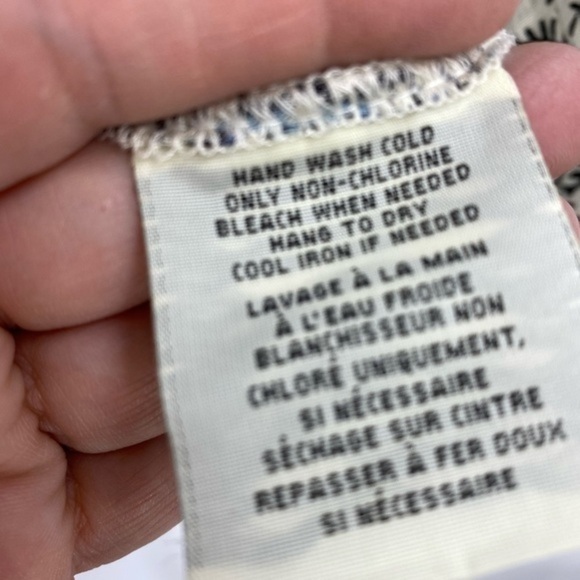 HAND WASH COLD
ONLY NON-CHLORINE
BLEACH WHEN NEEDED
HANG TO DRY
COOL IRON IF NEEDED
LAVAGE À LA MAIN
À L'EAU FROIDE
BLANCHISSEUR NON
CHLORÉ UNIQUEMENT,
SI NÉCESSAIRE
SÉCHAGE SUR CINTRE
REPASSER À FER DOUX
SI NÉCESSAIRE